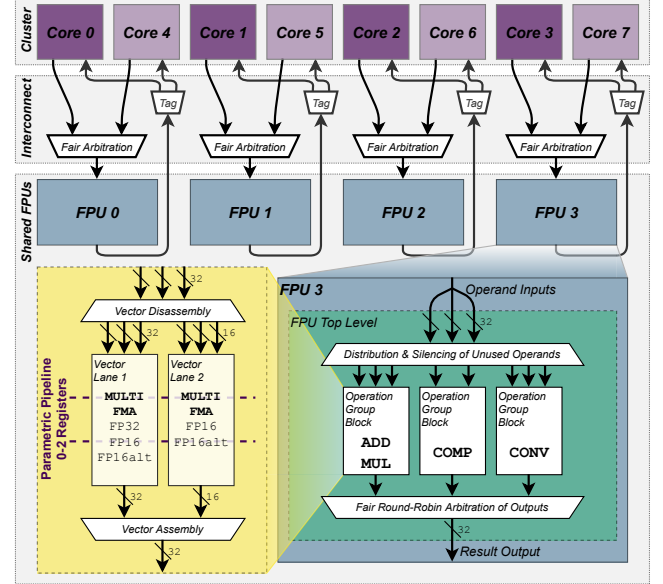 Cluster
Core 0
Core 4
Core 1
Core 5
Core 2
Core 6
Core 3
Core 7
Interconnect
Tag
Tag
Tag
Tag
Fair Arbitration
Fair Arbitration
Fair Arbitration
Fair Arbitration
Shared FPUs
FPU 0
FPU 1
FPU 2
FPU 3
32
Vector Disassembly
32
16
Parametric Pipeline
0-2 Registers
Vector
Lane 1
MULTI
FMA
FP32
FP16
FP16alt
Vector
Lane 2
MULTI
FMA
FP16
FP16alt
32
16
Vector Assembly
32
FPU 3
Operand Inputs
FPU Top Level
32
Distribution & Silencing of Unused Operands
Operation
Group
Block
ADD
MUL
Operation
Group
Block
COMP
Operation
Group
Block
CONV
Fair Round-Robin Arbitration of Outputs
32
Result Output